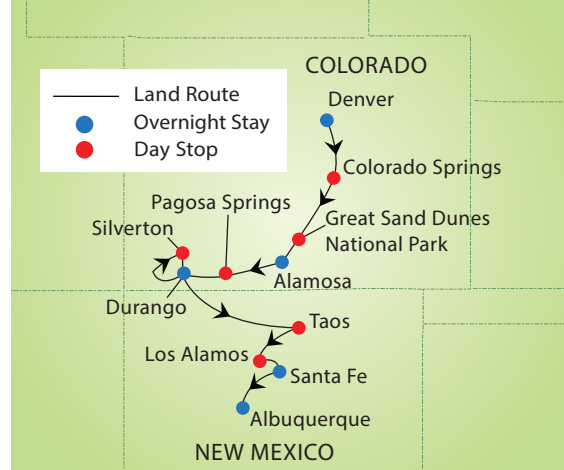 COLORADO
Land Route
Denver
Overnight Stay
Day Stop
Colorado Springs
Pagosa Springs
Great Sand Dunes
National Park
Silverton
Alamosa
Durango
Taos
Los Alamos
Santa Fe
Albuquerque
NEW MEXICO